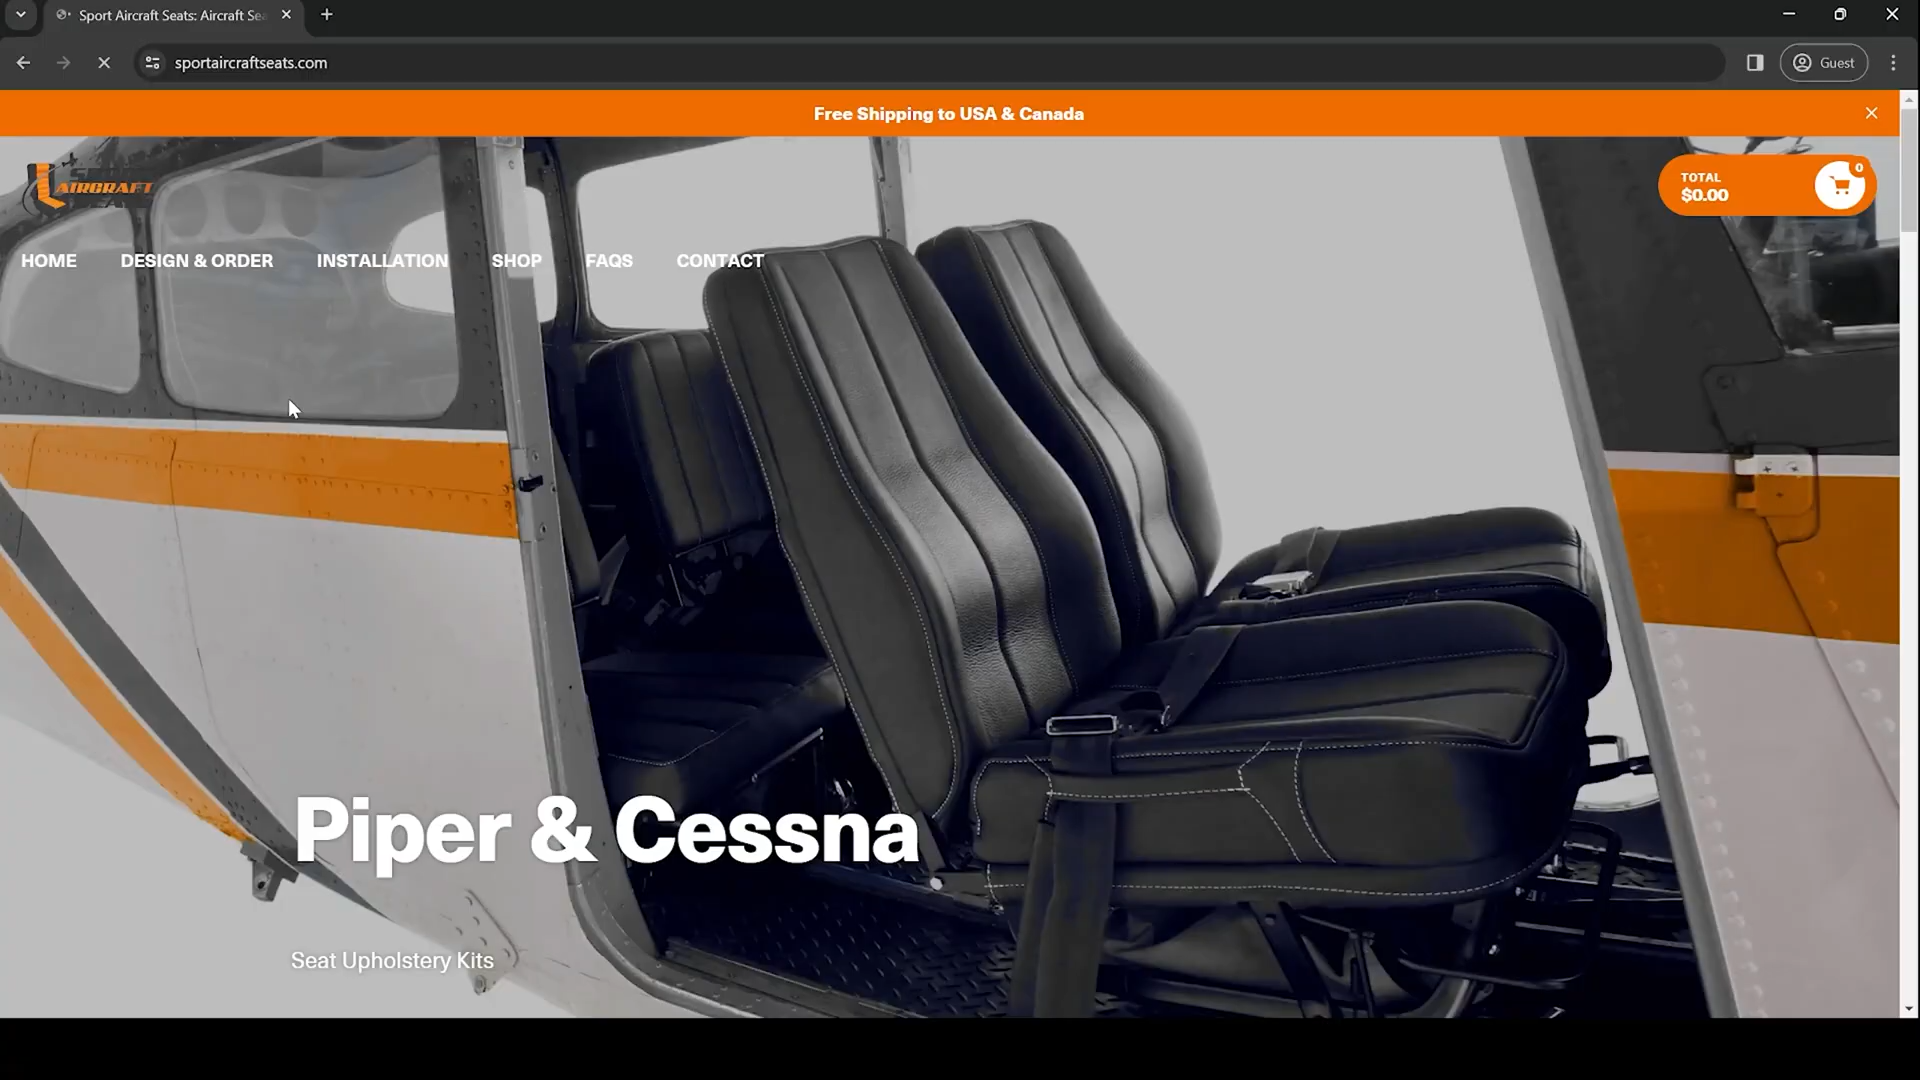 Sport Aircraft Seats: Aircraft Sea
sportaircraftseats.com
Guest
Free Shipping to USA & Canada
AIRCRAFT
TOTAL
$0.00
0
HOME DESIGN & ORDER INSTALLATION SHOP FAQS CONTACT
Piper & Cessna
Seat Upholstery Kits